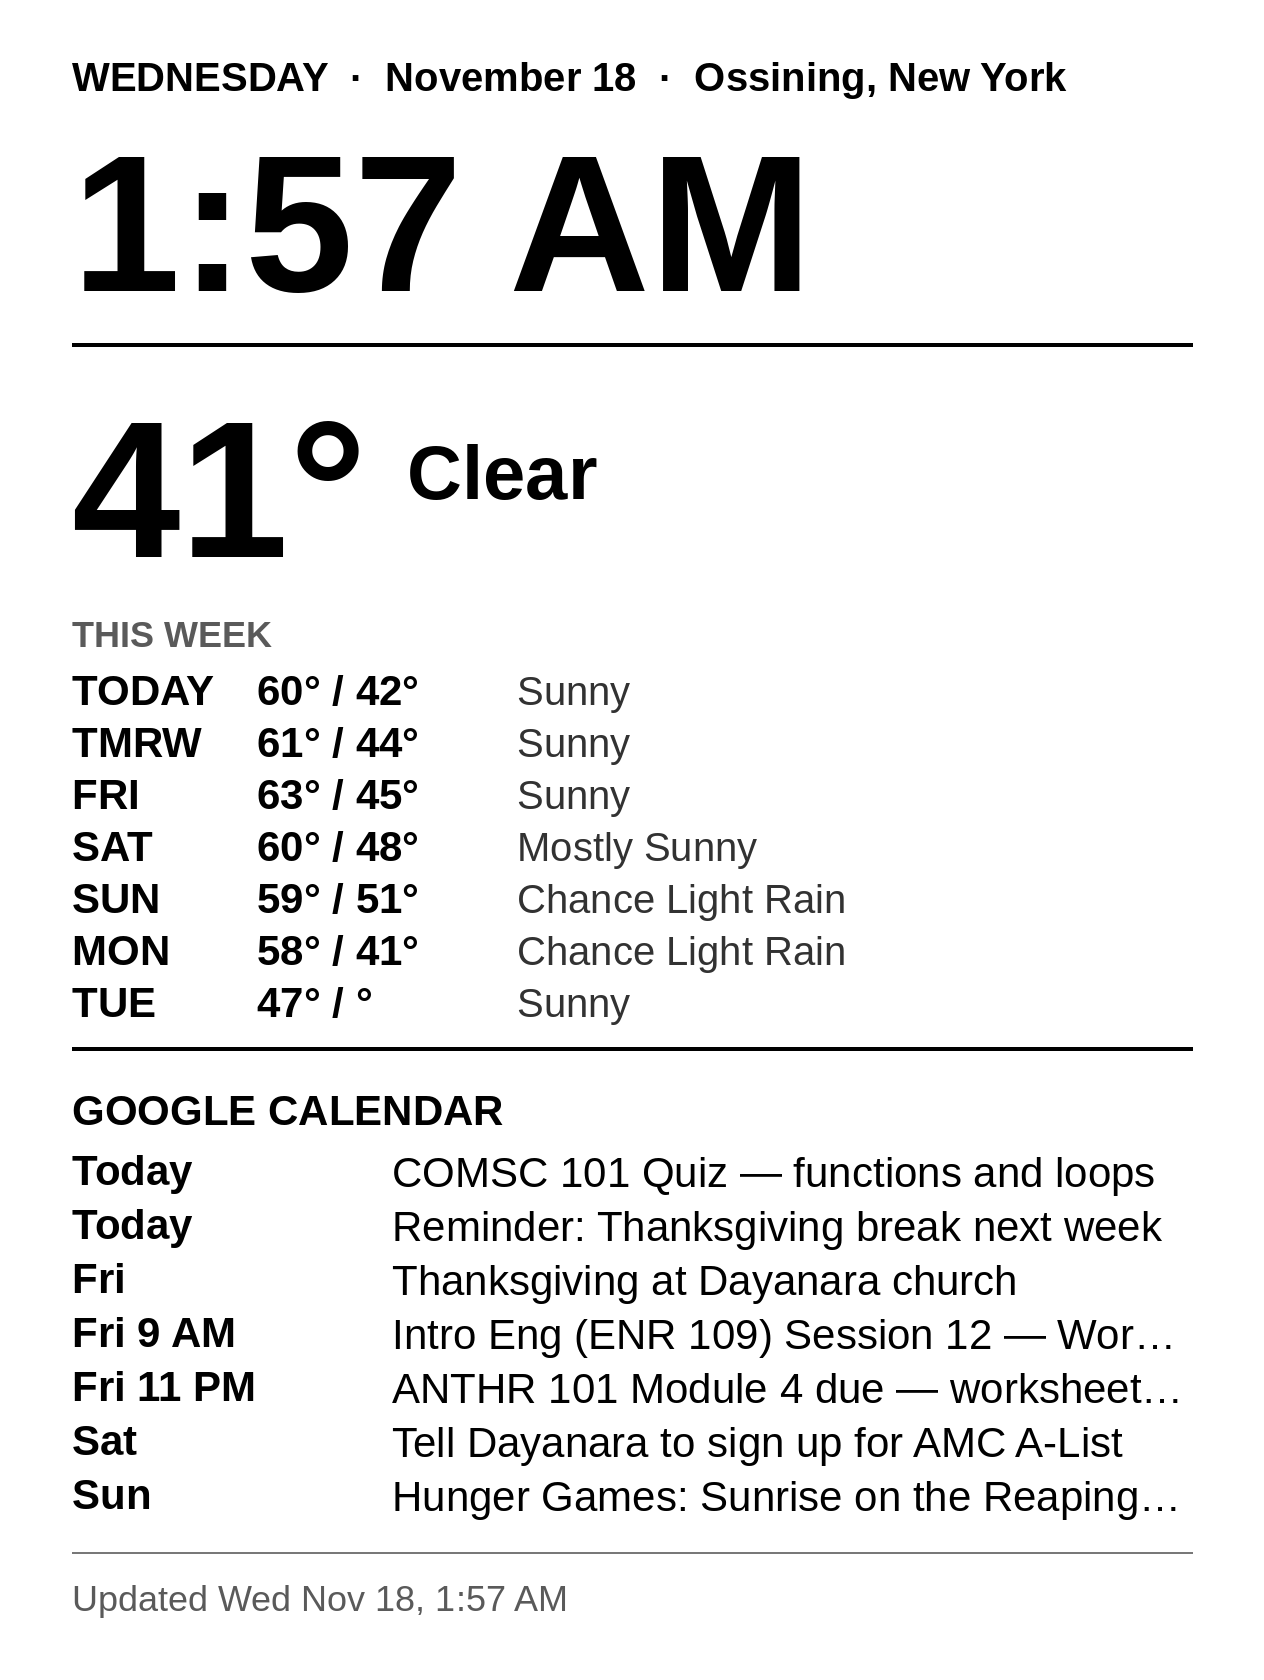 WEDNESDAY · November 18 · Ossining, New York
1:57 AM
41° Clear
THIS WEEK
TODAY 60° / 42° Sunny
TMRW 61° / 44° Sunny
FRI 63° / 45° Sunny
SAT 60° / 48° Mostly Sunny
SUN 59° / 51° Chance Light Rain
MON 58° / 41° Chance Light Rain
TUE 47° / ° Sunny
GOOGLE CALENDAR
Today COMSC 101 Quiz — functions and loops
Today Reminder: Thanksgiving break next week
Fri Thanksgiving at Dayanara church
Fri 9 AM Intro Eng (ENR 109) Session 12 — Wor…
Fri 11 PM ANTHR 101 Module 4 due — worksheet…
Sat Tell Dayanara to sign up for AMC A-List
Sun Hunger Games: Sunrise on the Reaping…
Updated Wed Nov 18, 1:57 AM